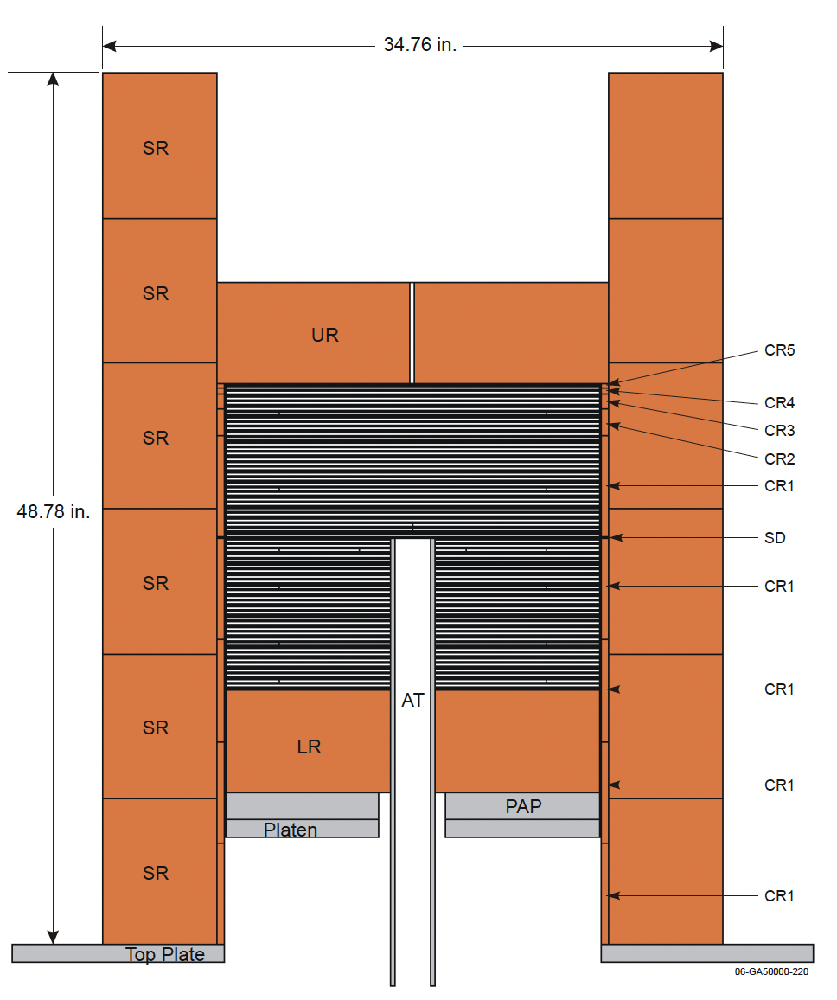 34.76 in.
SR
SR
UR
CR5
CR4
CR3
SR
CR2
CR1
48.78 in.
SD
SR
CR1
CR1
AT
SR
LR
CR1
PAP
Platen
SR
CR1
Top Plate
06-GA50000-220